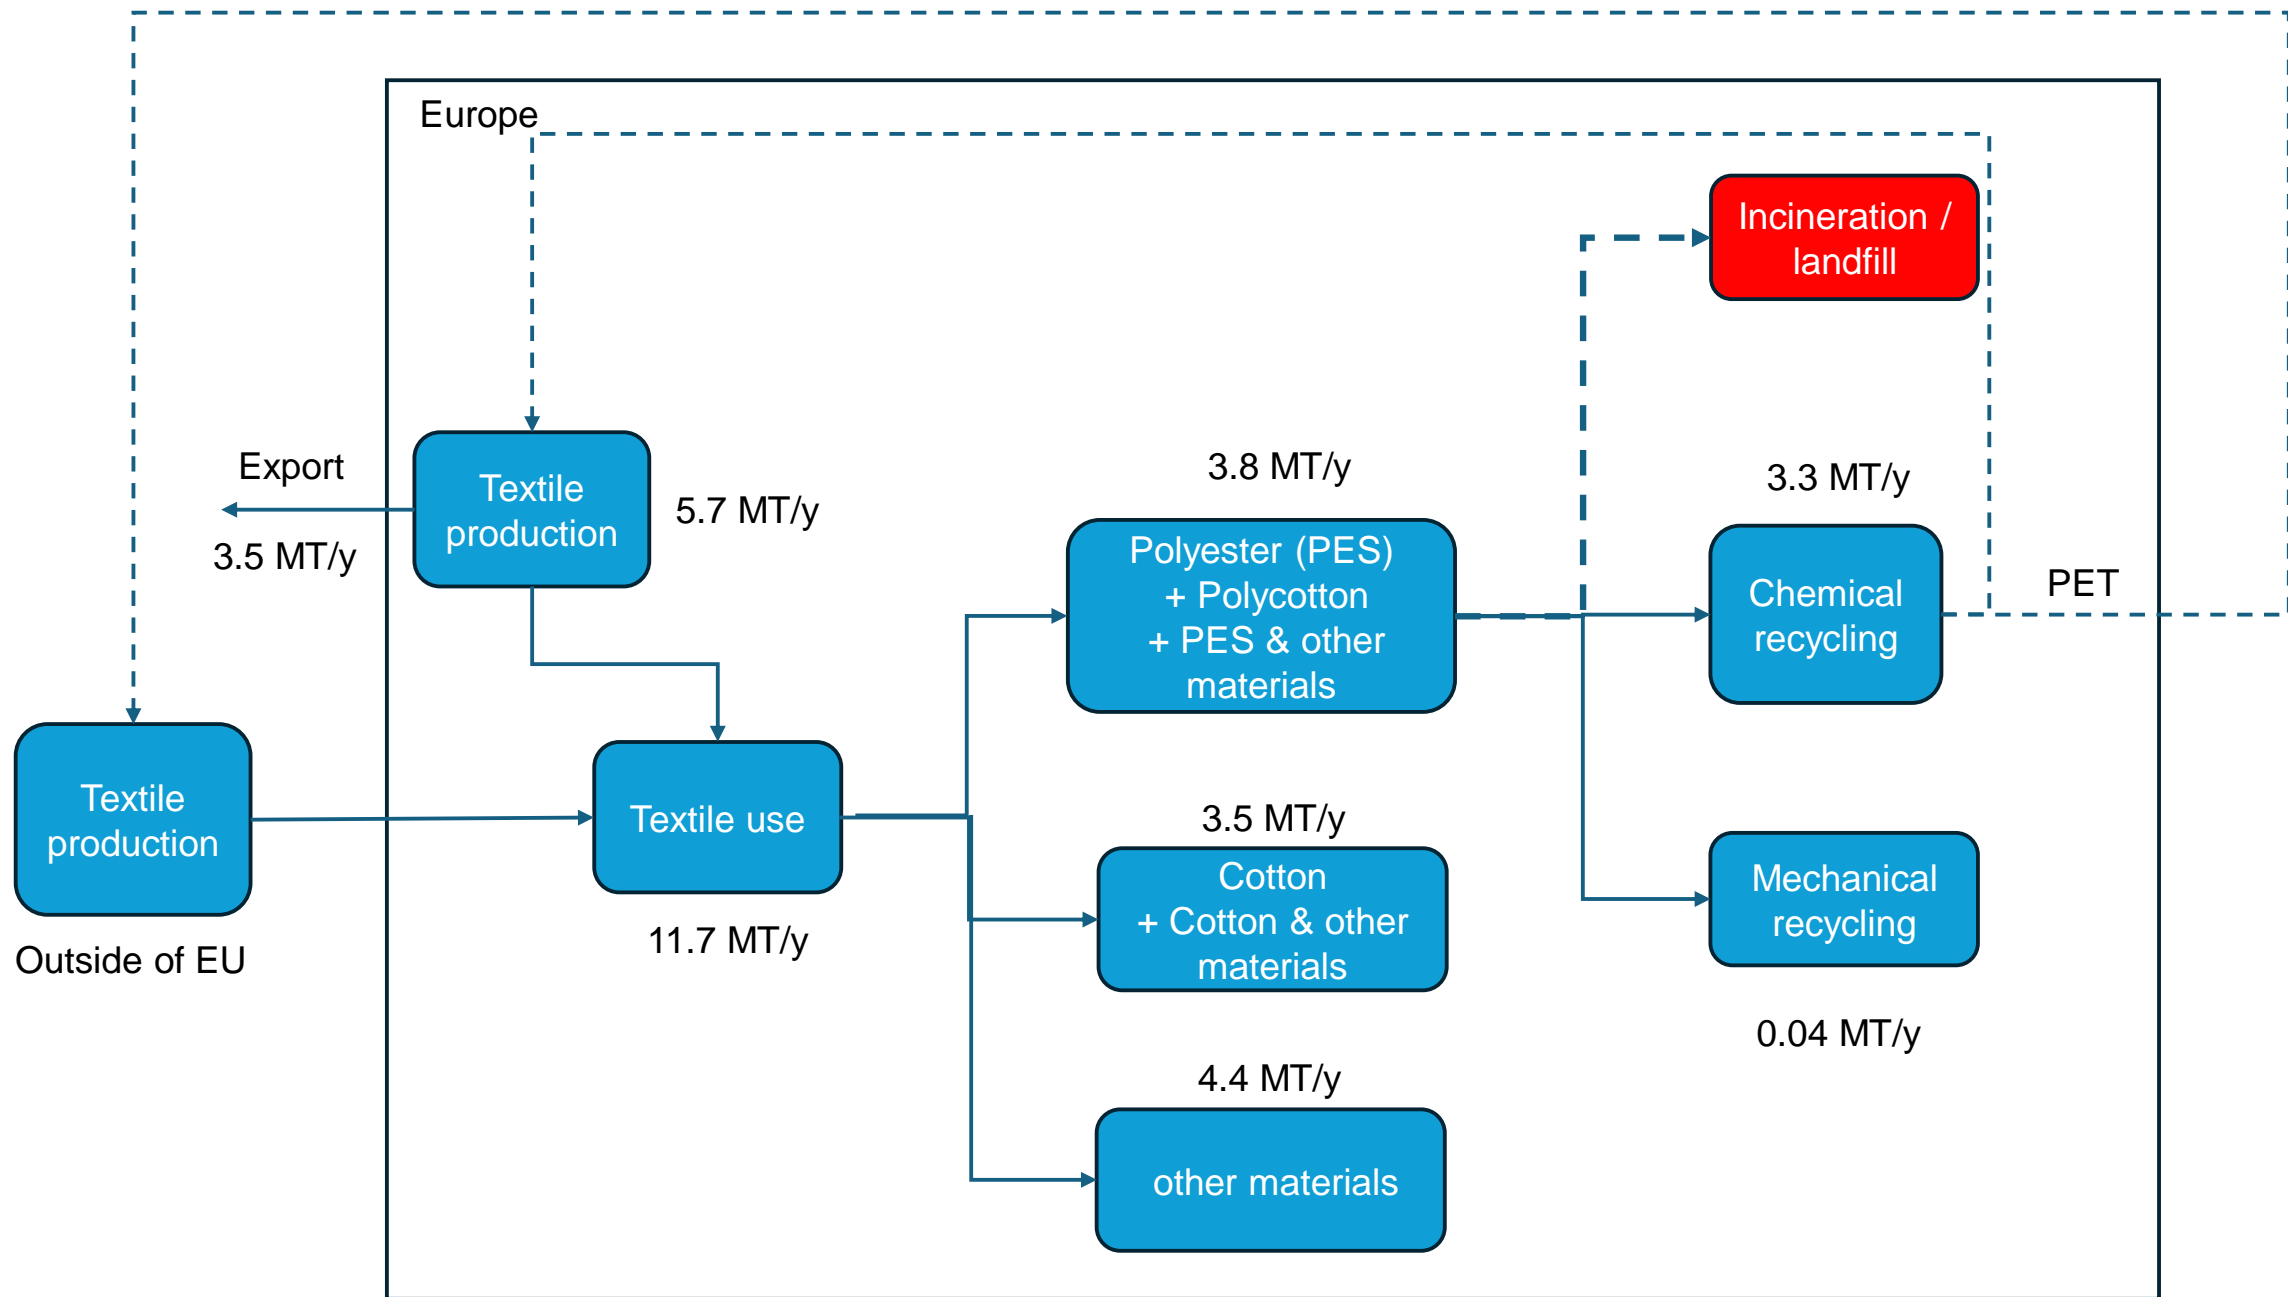 Europe
Incineration /
landfill
Export
3.5 MT/y
Textile
production
5.7 MT/y
3.8 MT/y
Polyester (PES)
+ Polycotton
+ PES & other
materials
3.3 MT/y
Chemical
recycling
PET
Textile
production
Outside of EU
Textile use
11.7 MT/y
3.5 MT/y
Cotton
+ Cotton & other
materials
Mechanical
recycling
0.04 MT/y
4.4 MT/y
other materials